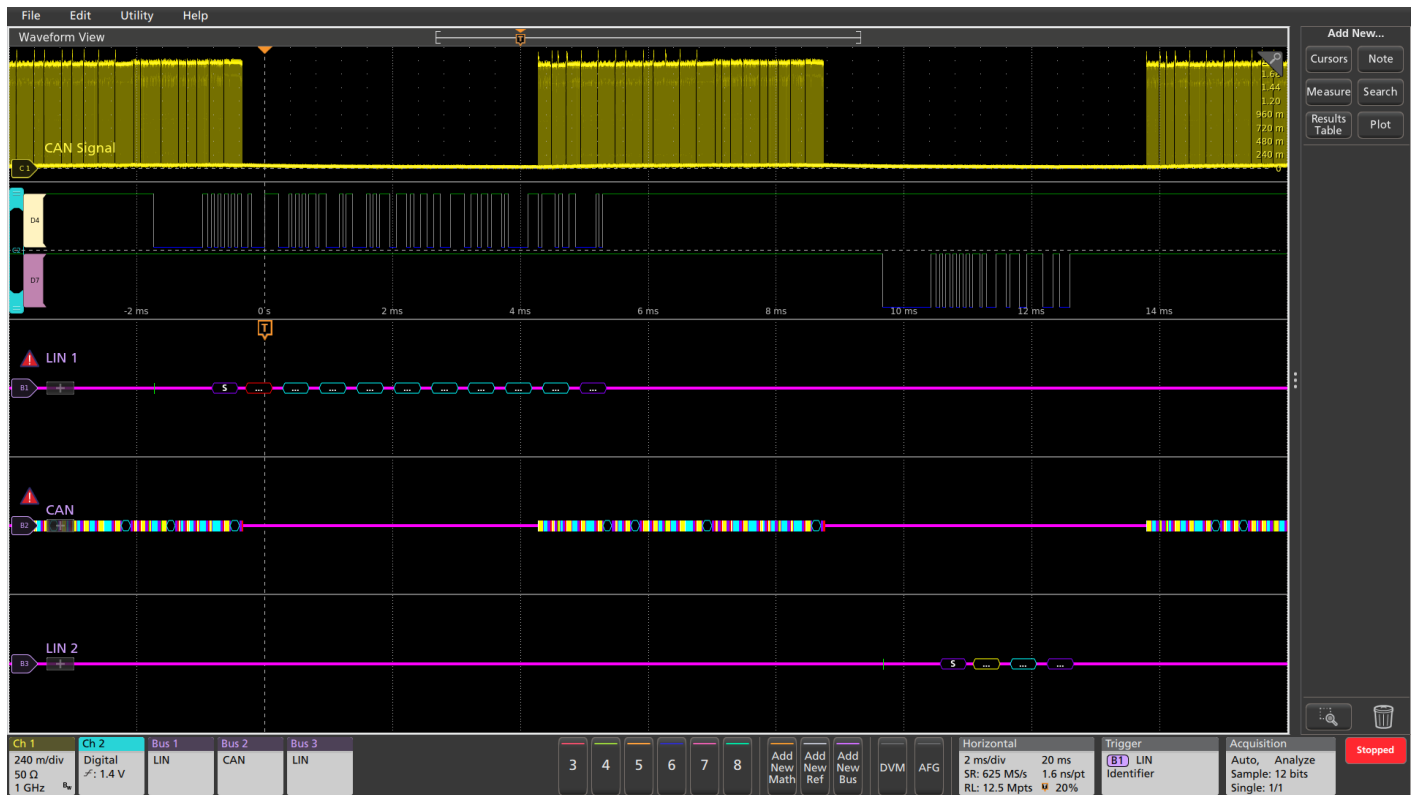 File Edit Utility Help
Waveform View
Add New...
Cursors Note
Measure Search
Results Table Plot
T
1.68
1.44
1.20
960 m
720 m
480 m
240 m
0
CAN Signal
C1
D4
D7
-2 ms 0 s 2 ms 4 ms 6 ms 8 ms 10 ms 12 ms 14 ms
T
LIN 1
B1 + S ... ... ... ... ... ... ... ... ... ...
CAN
B2 +
LIN 2
B3 + S ... ... ...
Ch 1
240 m/div
50 Ω
1 GHz Bw
Ch 2
Digital
: 1.4 V
Bus 1
LIN
Bus 2
CAN
Bus 3
LIN
3 4 5 6 7 8
Add New Math
Add New Ref
Add New Bus
DVM AFG
Horizontal
2 ms/div 20 ms
SR: 625 MS/s 1.6 ns/pt
RL: 12.5 Mpts 20%
Trigger
B1 LIN
Identifier
Acquisition
Auto, Analyze
Sample: 12 bits
Single: 1/1
Stopped